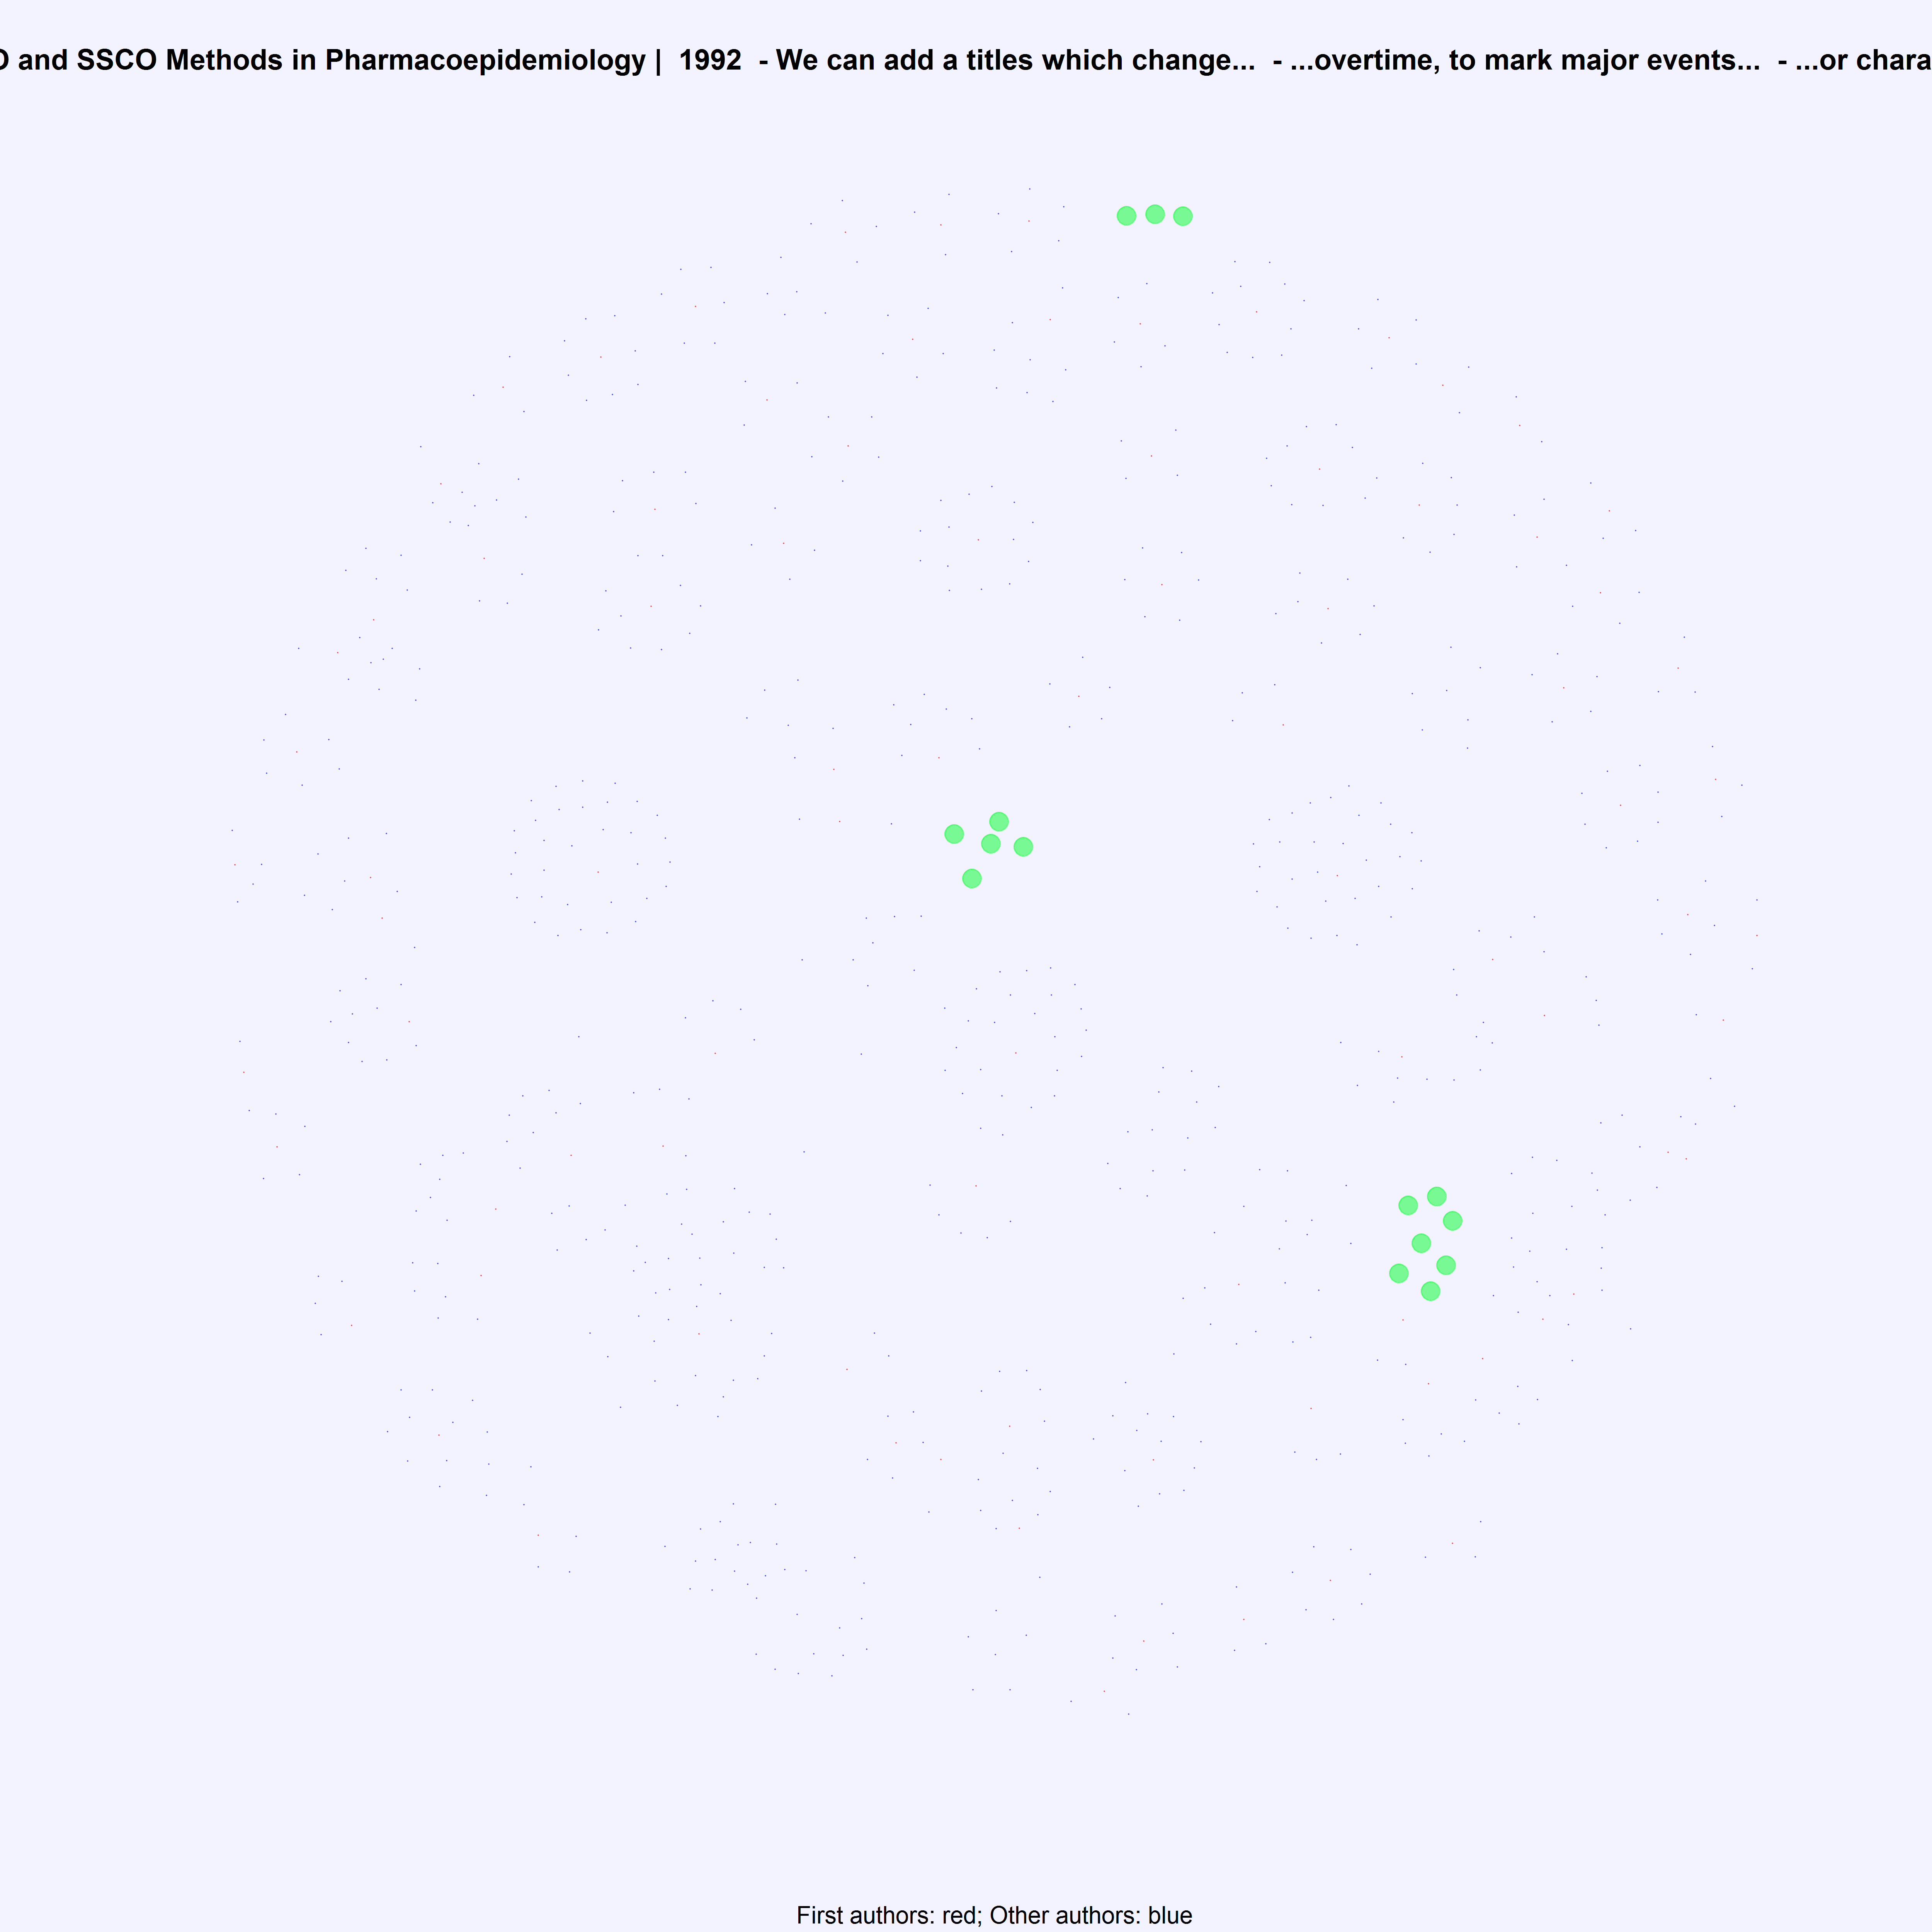 and SSCO Methods in Pharmacoepidemiology | 1992 - We can add a titles which change... - ...overtime, to mark major events... - ...or chara
First authors: red; Other authors: blue